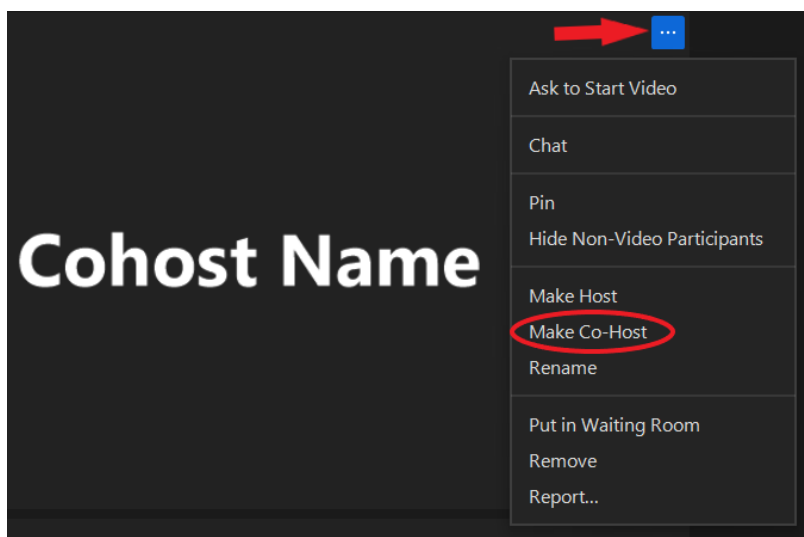 ...
Ask to Start Video
Chat
Pin
Cohost Name
Hide Non-Video Participants
Make Host
Make Co-Host
Rename
Put in Waiting Room
Remove
Report...